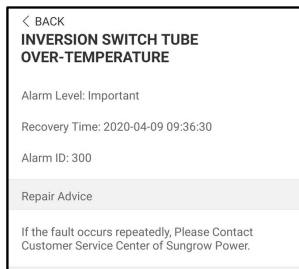 < BACK
INVERSION SWITCH TUBE
OVER-TEMPERATURE
Alarm Level: Important
Recovery Time: 2020-04-09 09:36:30
Alarm ID: 300
Repair Advice
If the fault occurs repeatedly, Please Contact
Customer Service Center of Sungrow Power.